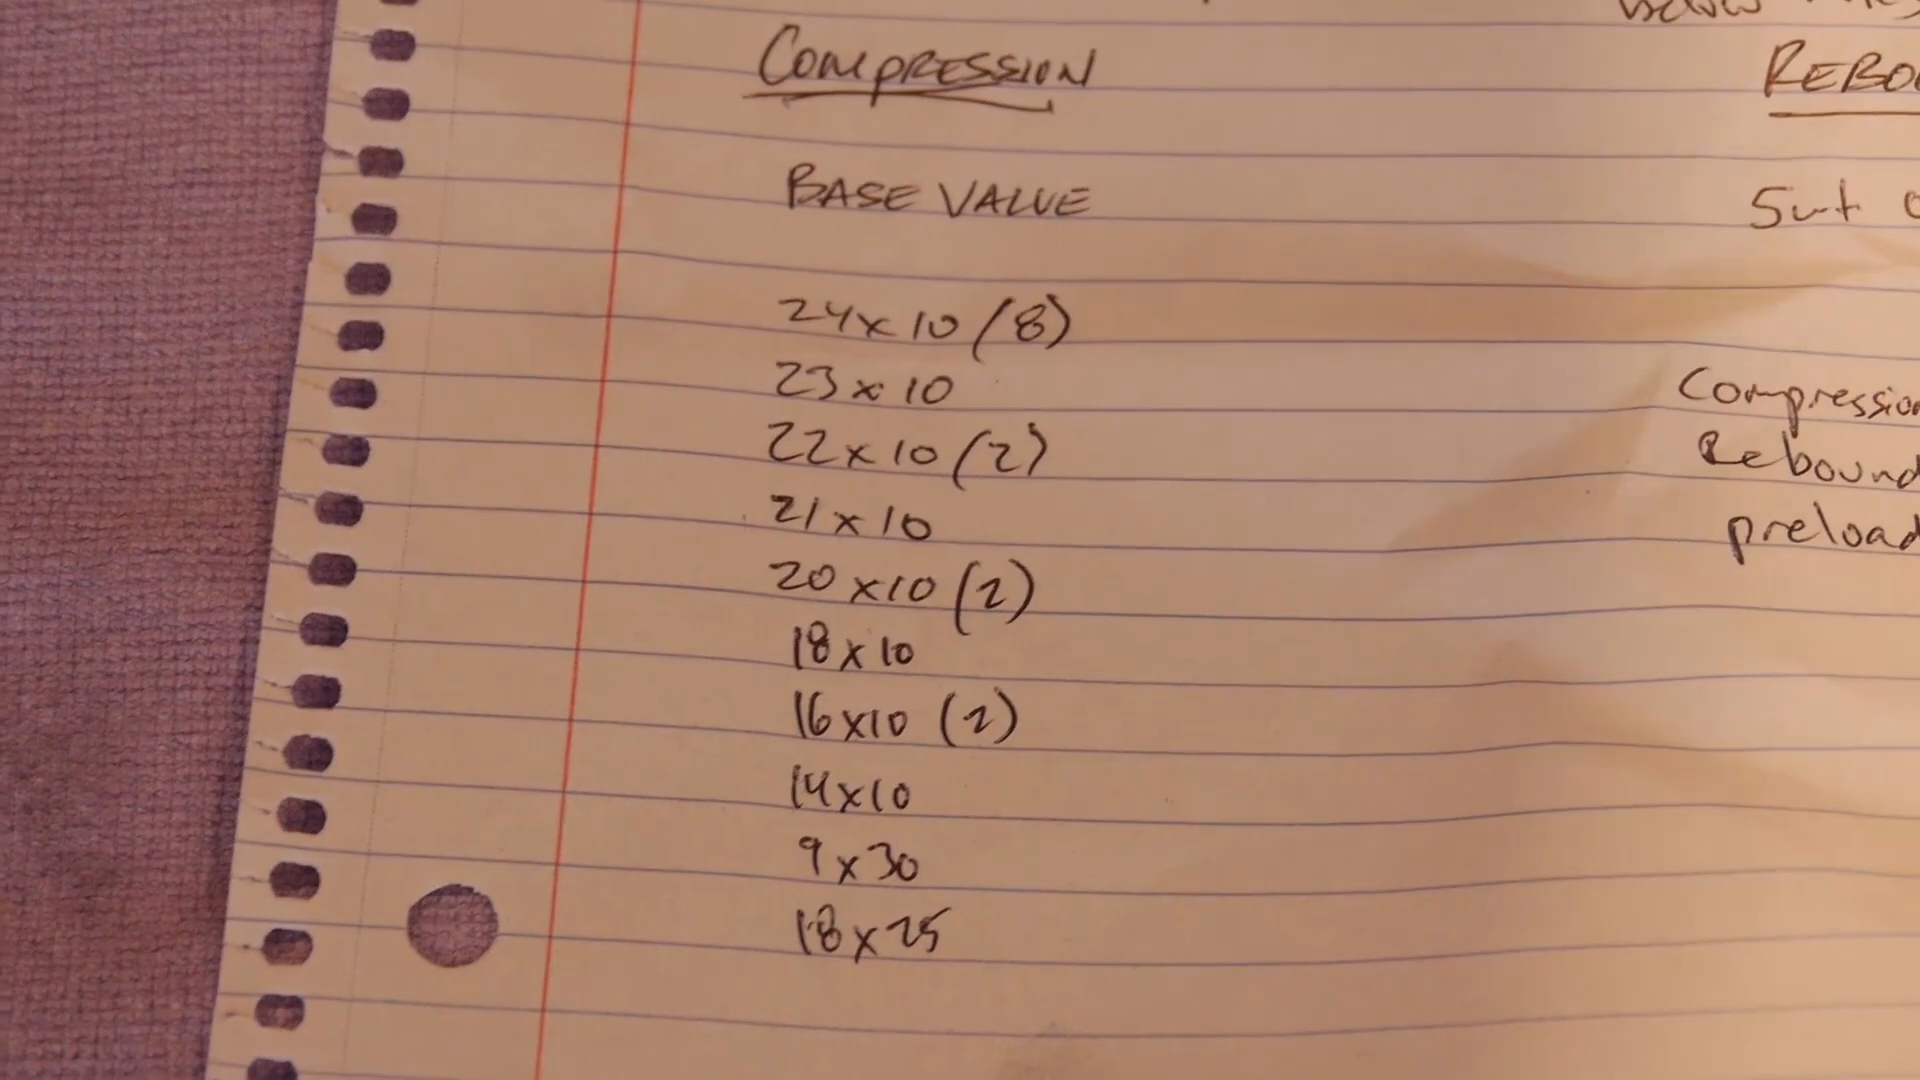 COMPRESSION
BASE VALUE
24x10 (8)
23x10
22x10 (2)
21x10
20x10 (2)
18x10
16x10 (2)
14x10
9x30
18x25
REBO
Compression
Rebound
preload